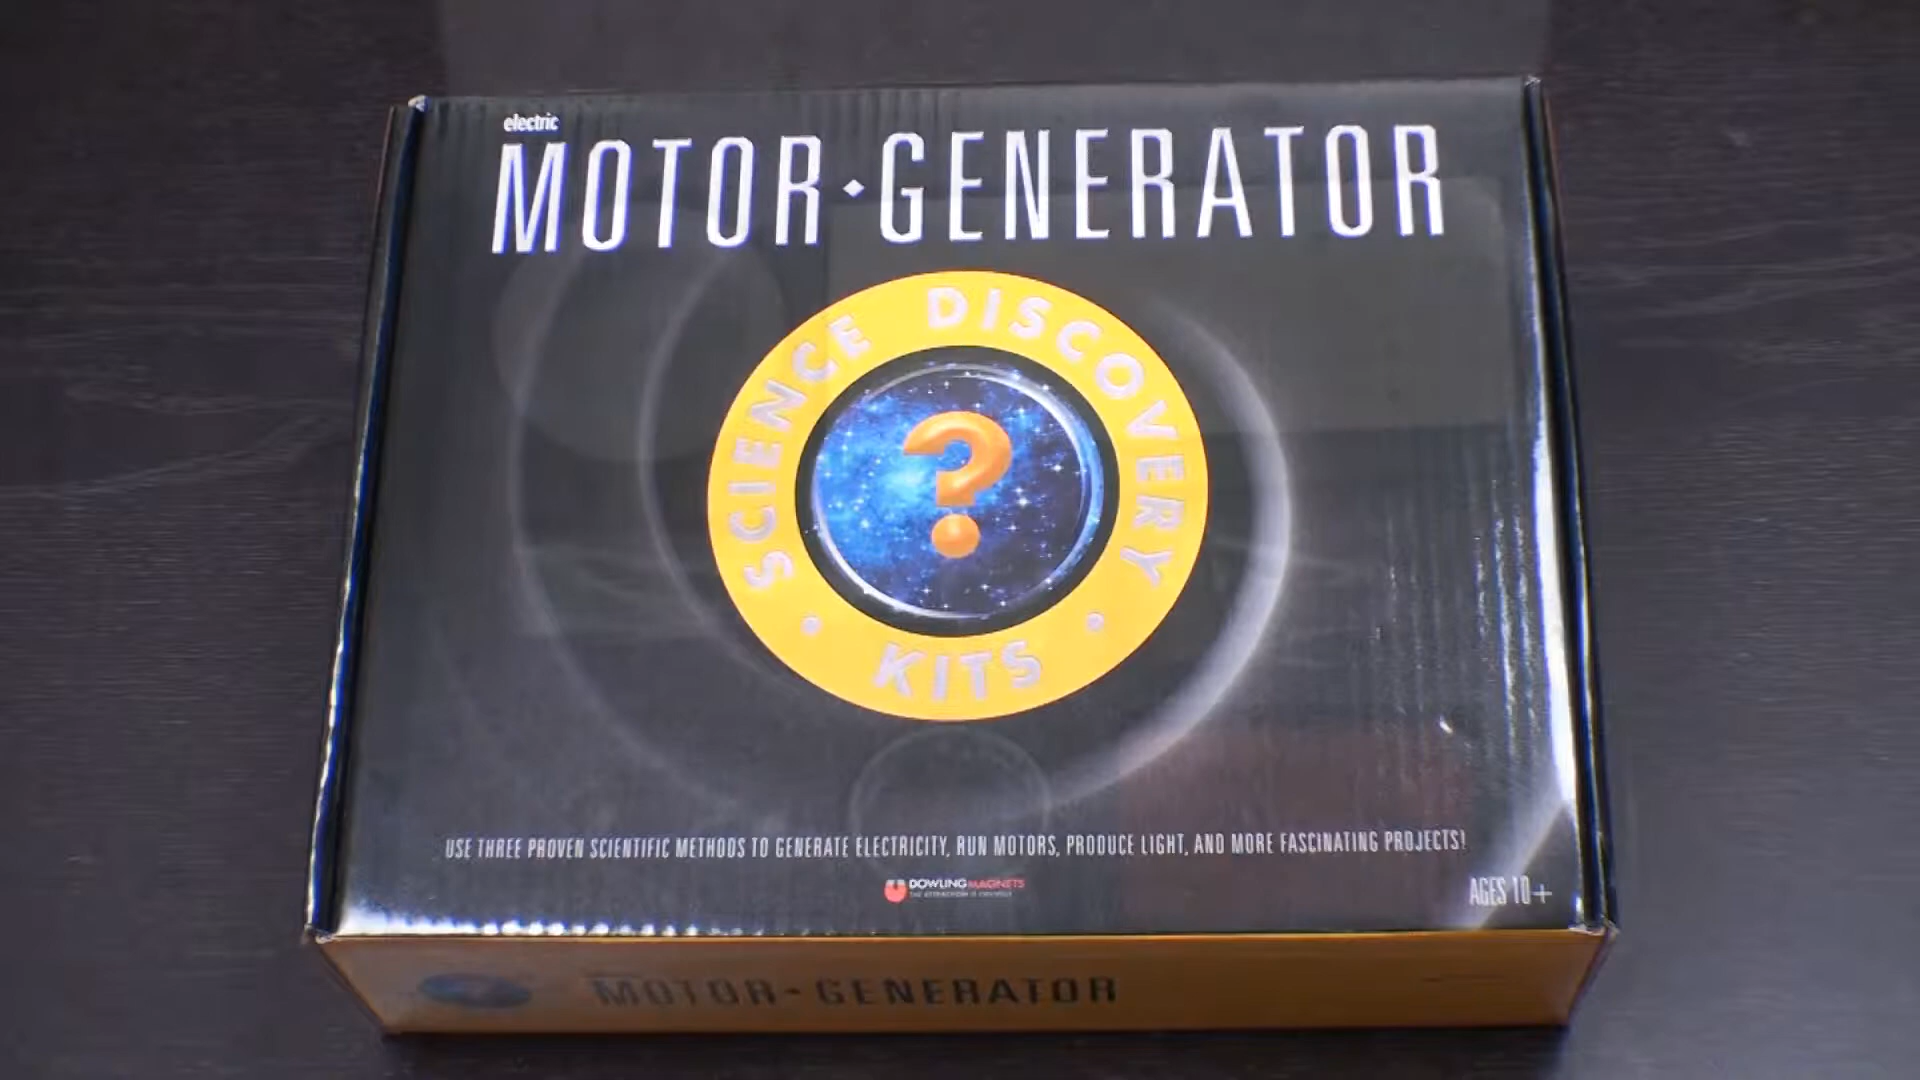 electric
MOTOR·GENERATOR
SCIENCE DISCOVERY
• KITS •
?
USE THREE PROVEN SCIENTIFIC METHODS TO GENERATE ELECTRICITY, RUN MOTORS, PRODUCE LIGHT, AND MORE FASCINATING PROJECTS!
DOWLING MAGNETS
AGES 10+
MOTOR·GENERATOR